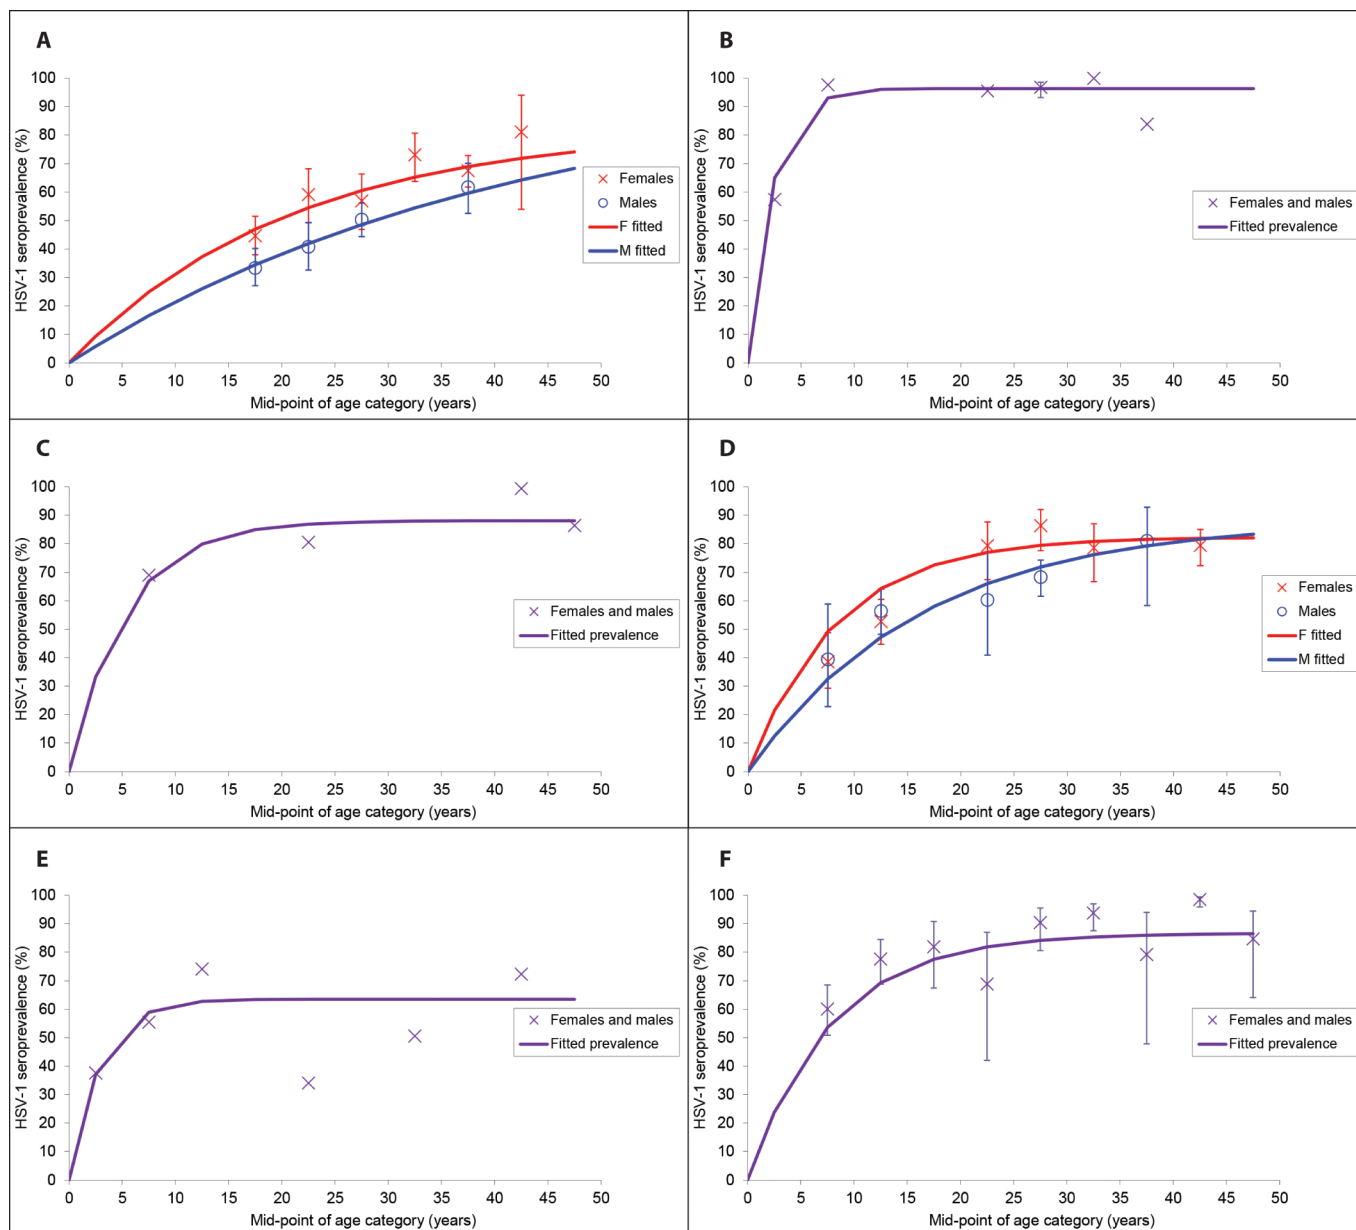 A
HSV-1 seroprevalence (%)
100
90
80
70
60
50
40
30
20
10
0
0 5 10 15 20 25 30 35 40 45 50
Mid-point of age category (years)
Females
Males
F fitted
M fitted
B
HSV-1 seroprevalence (%)
100
90
80
70
60
50
40
30
20
10
0
0 5 10 15 20 25 30 35 40 45 50
Mid-point of age category (years)
Females and males
Fitted prevalence
C
HSV-1 seroprevalence (%)
100
90
80
70
60
50
40
30
20
10
0
0 5 10 15 20 25 30 35 40 45 50
Mid-point of age category (years)
Females and males
Fitted prevalence
D
HSV-1 seroprevalence (%)
100
90
80
70
60
50
40
30
20
10
0
0 5 10 15 20 25 30 35 40 45 50
Mid-point of age category (years)
Females
Males
F fitted
M fitted
E
HSV-1 seroprevalence (%)
100
90
80
70
60
50
40
30
20
10
0
0 5 10 15 20 25 30 35 40 45 50
Mid-point of age category (years)
Females and males
Fitted prevalence
F
HSV-1 seroprevalence (%)
100
90
80
70
60
50
40
30
20
10
0
0 5 10 15 20 25 30 35 40 45 50
Mid-point of age category (years)
Females and males
Fitted prevalence